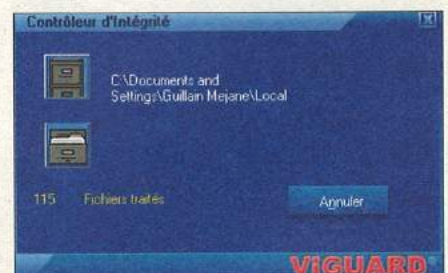 Contrôleur d'Intégrité
C:\Documents and
Settings\Guillain Mejane\Local
115 Fichiers traités
Annuler
ViGUARD